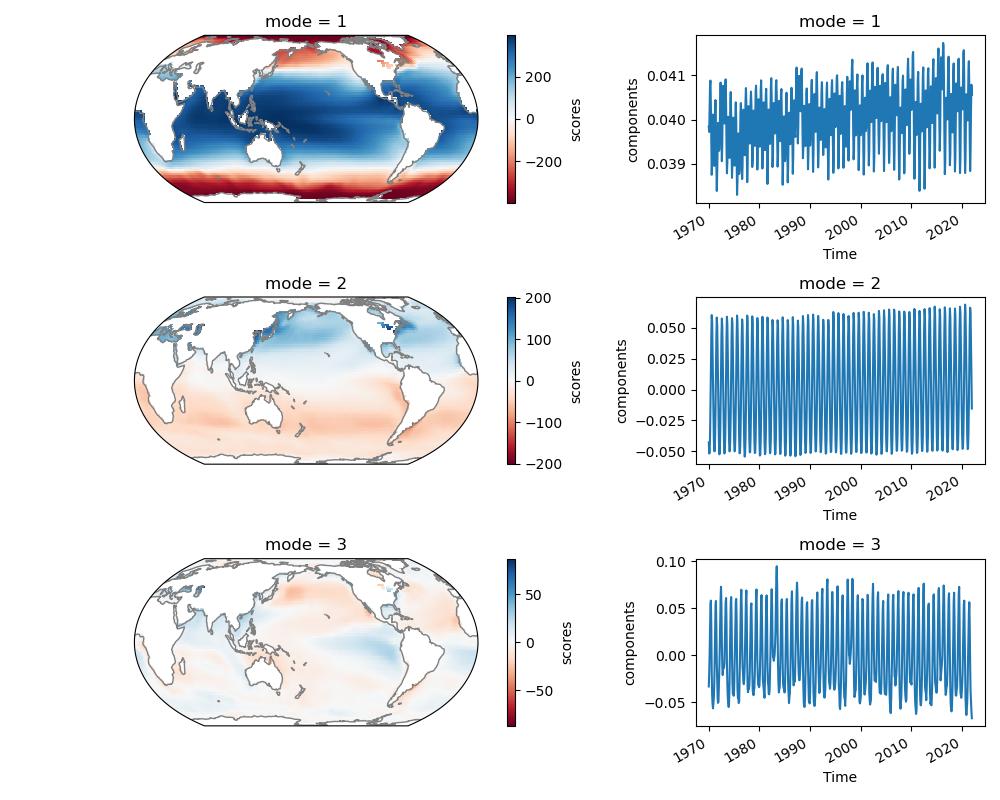 mode = 1
200
0
−200
scores
mode = 1
0.041
0.040
0.039
components
1970
1980
1990
2000
2010
2020
Time
mode = 2
200
100
0
−100
−200
scores
mode = 2
0.050
0.025
0.000
−0.025
−0.050
components
1970
1980
1990
2000
2010
2020
Time
mode = 3
50
0
−50
scores
mode = 3
0.10
0.05
0.00
−0.05
components
1970
1980
1990
2000
2010
2020
Time